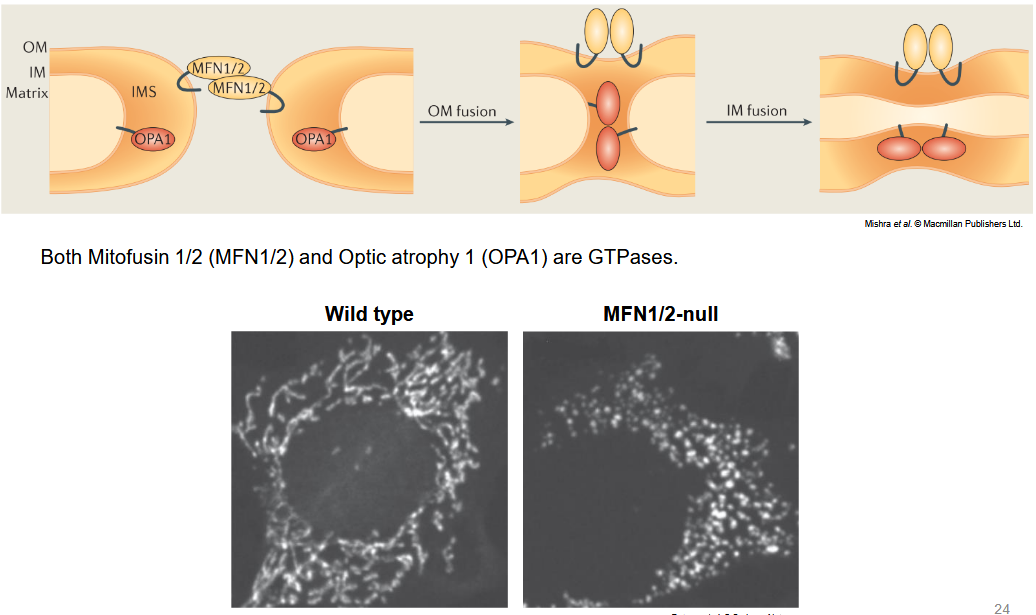 OM
IM
Matrix
IMS
MFN1/2
MFN1/2
OPA1
OPA1
OM fusion
IM fusion
Mishra et al. © Macmillan Publishers Ltd.
Both Mitofusin 1/2 (MFN1/2) and Optic atrophy 1 (OPA1) are GTPases.
Wild type
MFN1/2-null
24